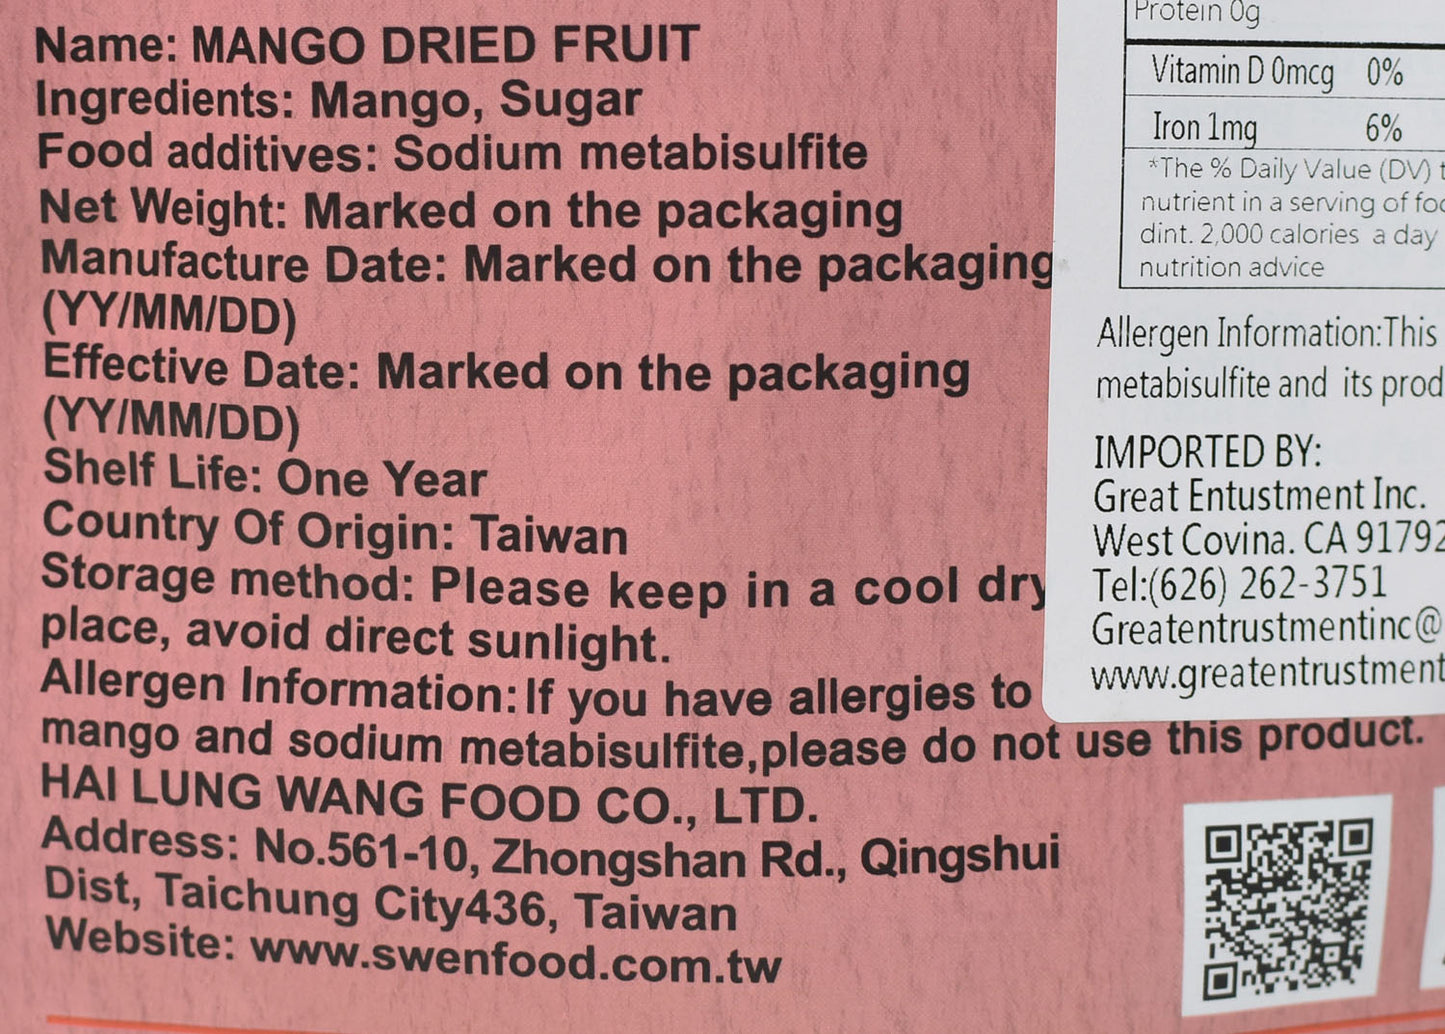 Name: MANGO DRIED FRUIT
Ingredients: Mango, Sugar
Food additives: Sodium metabisulfite
Net Weight: Marked on the packaging
Manufacture Date: Marked on the packaging
(YY/MM/DD)
Effective Date: Marked on the packaging
(YY/MM/DD)
Shelf Life: One Year
Country Of Origin: Taiwan
Storage method: Please keep in a cool dry
place, avoid direct sunlight.
Allergen Information:If you have allergies to
mango and sodium metabisulfite,please do not use this product.
HAI LUNG WANG FOOD CO., LTD.
Address: No.561-10, Zhongshan Rd., Qingshui
Dist, Taichung City436, Taiwan
Website: www.swenfood.com.tw
Protein 0g
Vitamin D 0mcg 0%
Iron 1mg 6%
*The % Daily Value (DV)
nutrient in a serving of
dint. 2,000 calories a day
nutrition advice
Allergen Information:This
metabisulfite and its
IMPORTED BY:
Great Entustment Inc.
West Covina. CA 91792
Tel:(626) 262-3751
Greatentrustmentinc@
www.greatentrustment